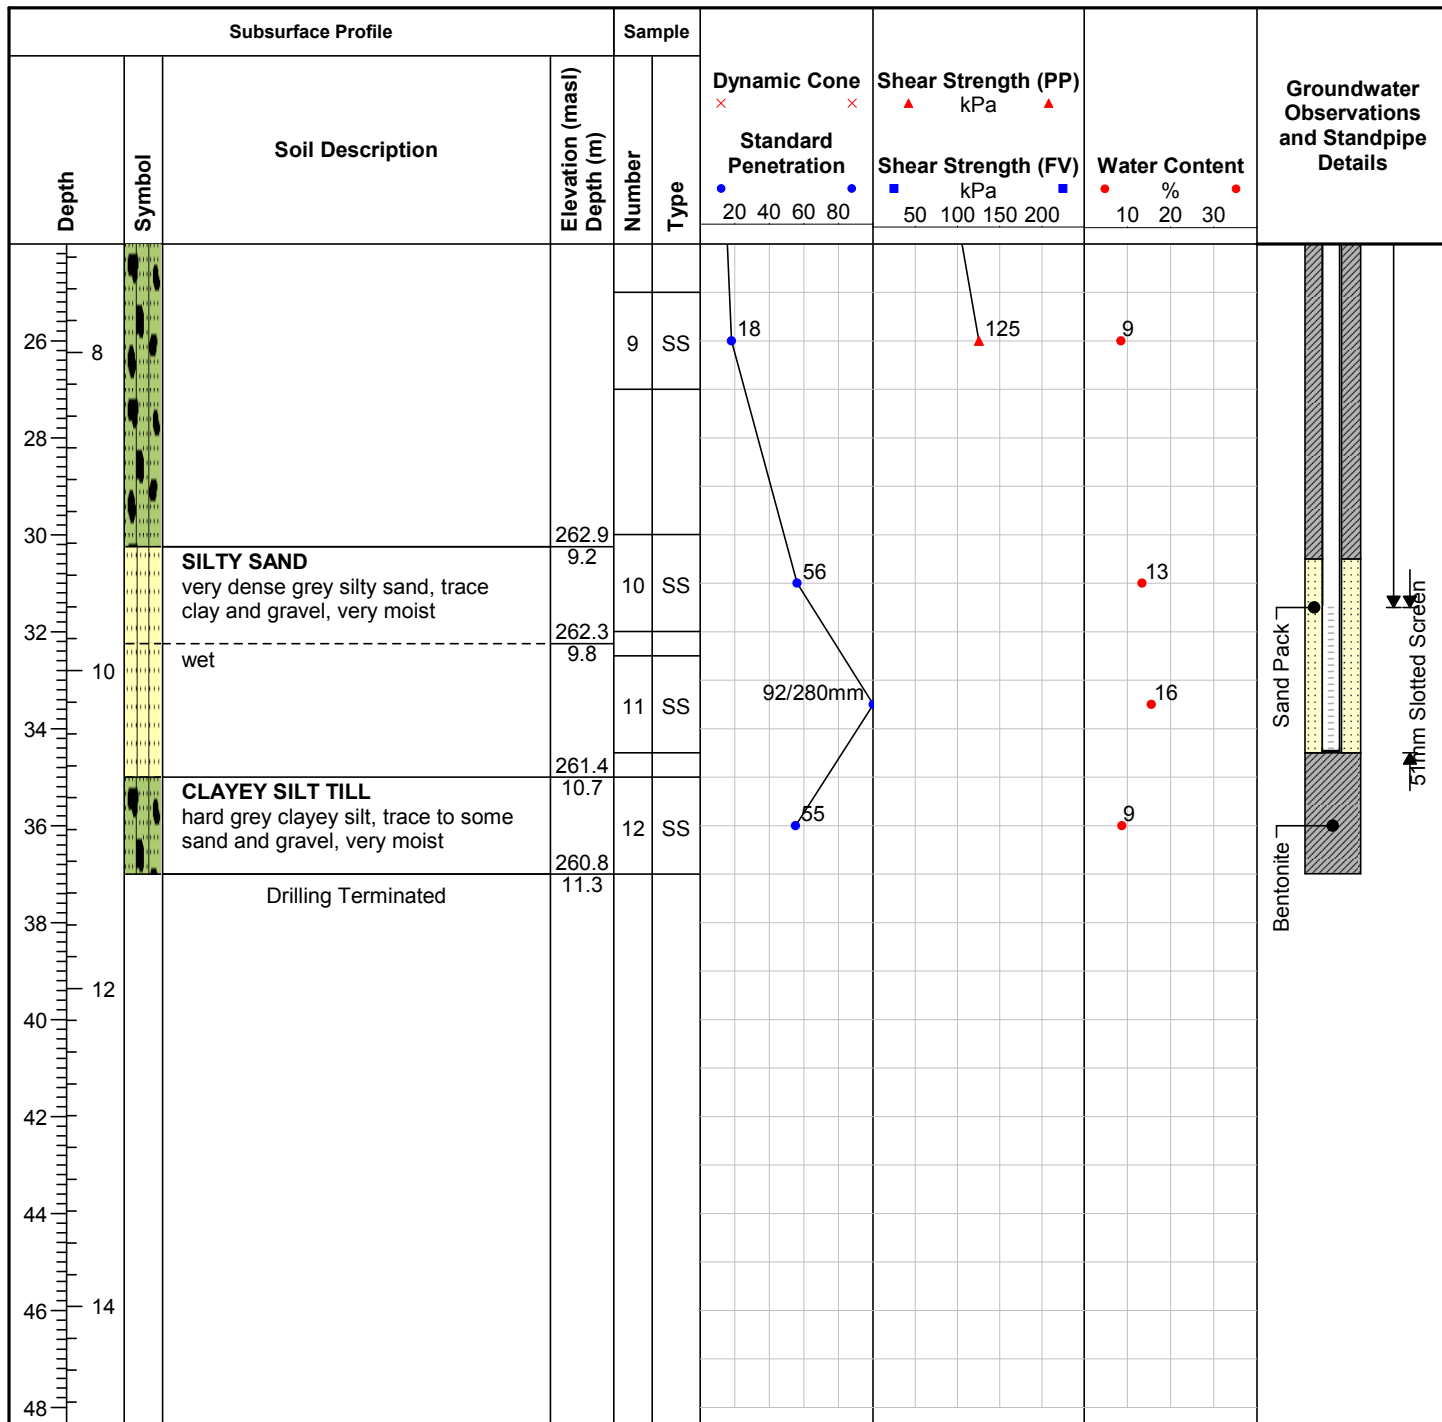 Subsurface Profile
Sample
Depth
Symbol
Soil Description
Elevation (masl)
Depth (m)
Number
Type
Dynamic Cone
Standard
Penetration
20 40 60 80
Shear Strength (PP)
kPa
Shear Strength (FV)
kPa
50 100 150 200
Water Content
%
10 20 30
Groundwater
Observations
and Standpipe
Details
26
8
9
SS
18
125
9
28
30
262.9
SILTY SAND
9.2
very dense grey silty sand, trace
clay and gravel, very moist
10
SS
56
13
32
262.3
wet
9.8
10
92/280mm
11
SS
16
34
261.4
CLAYEY SILT TILL
10.7
hard grey clayey silt, trace to some
sand and gravel, very moist
36
12
SS
55
9
260.8
Drilling Terminated
11.3
Sand Pack
51mm Slotted Screen
Bentonite
38
12
40
42
44
46
14
48